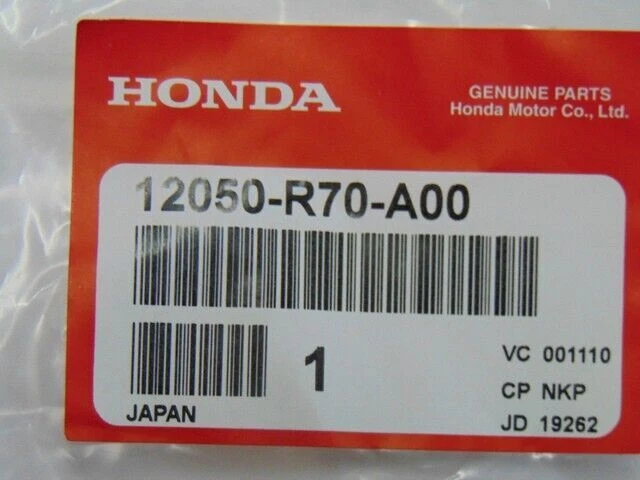 HONDA
GENUINE PARTS
Honda Motor Co., Ltd.
12050-R70-A00
1
VC 001110
CP NKP
JAPAN
JD 19262